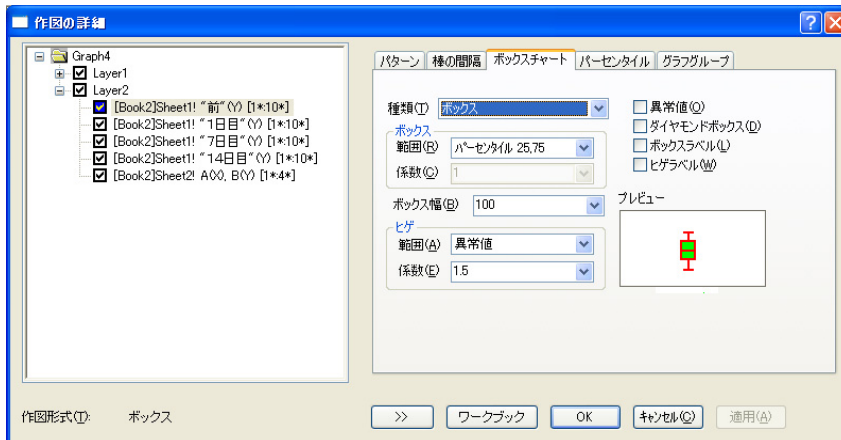 作図の詳細
Graph4
Layer1
Layer2
[Book2]Sheet1! "前"(Y) [1*:10*]
[Book2]Sheet1! "1日目"(Y) [1*:10*]
[Book2]Sheet1! "7日目"(Y) [1*:10*]
[Book2]Sheet1! "14日目"(Y) [1*:10*]
[Book2]Sheet2! A(X), B(Y) [1*:4*]
パターン 棒の間隔 ボックスチャート パーセンタイル グラフグループ
種類(T) ボックス
ボックス
範囲(R) パーセンタイル 25,75
係数(C) 1
ボックス幅(B) 100
ヒゲ
範囲(A) 異常値
係数(E) 1.5
異常値(O)
ダイヤモンドボックス(D)
ボックスラベル(L)
ヒゲラベル(W)
プレビュー
作図形式(T): ボックス
>> ワークブック OK キャンセル(C) 適用(A)